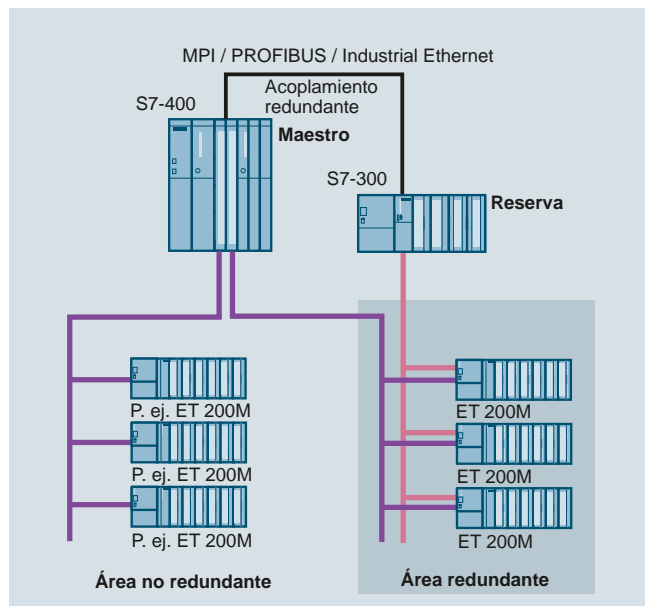 MPI / PROFIBUS / Industrial Ethernet
Acoplamiento
redundante
S7-400
Maestro
S7-300
Reserva
P. ej. ET 200M
P. ej. ET 200M
P. ej. ET 200M
Área no redundante
ET 200M
ET 200M
ET 200M
Área redundante